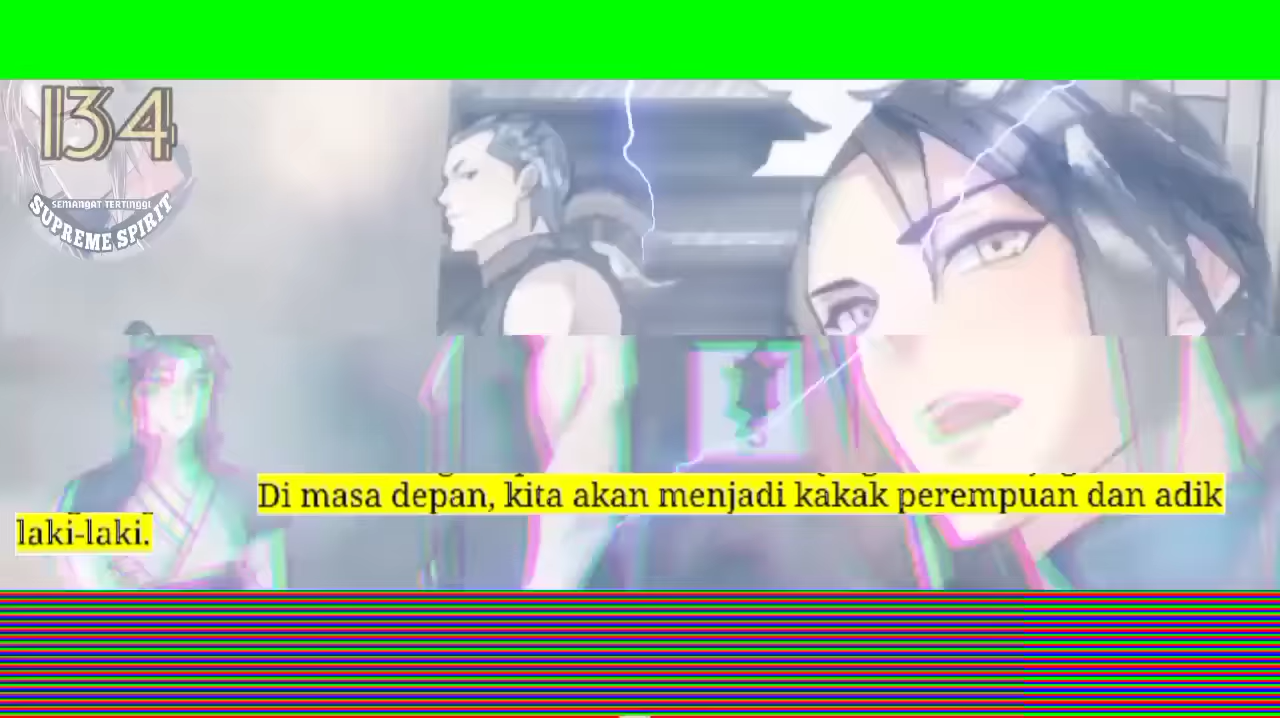 134
SEMANGAT TERTINGGI
SUPREME SPIRIT
Di masa depan, kita akan menjadi kakak perempuan dan adik
laki-laki.